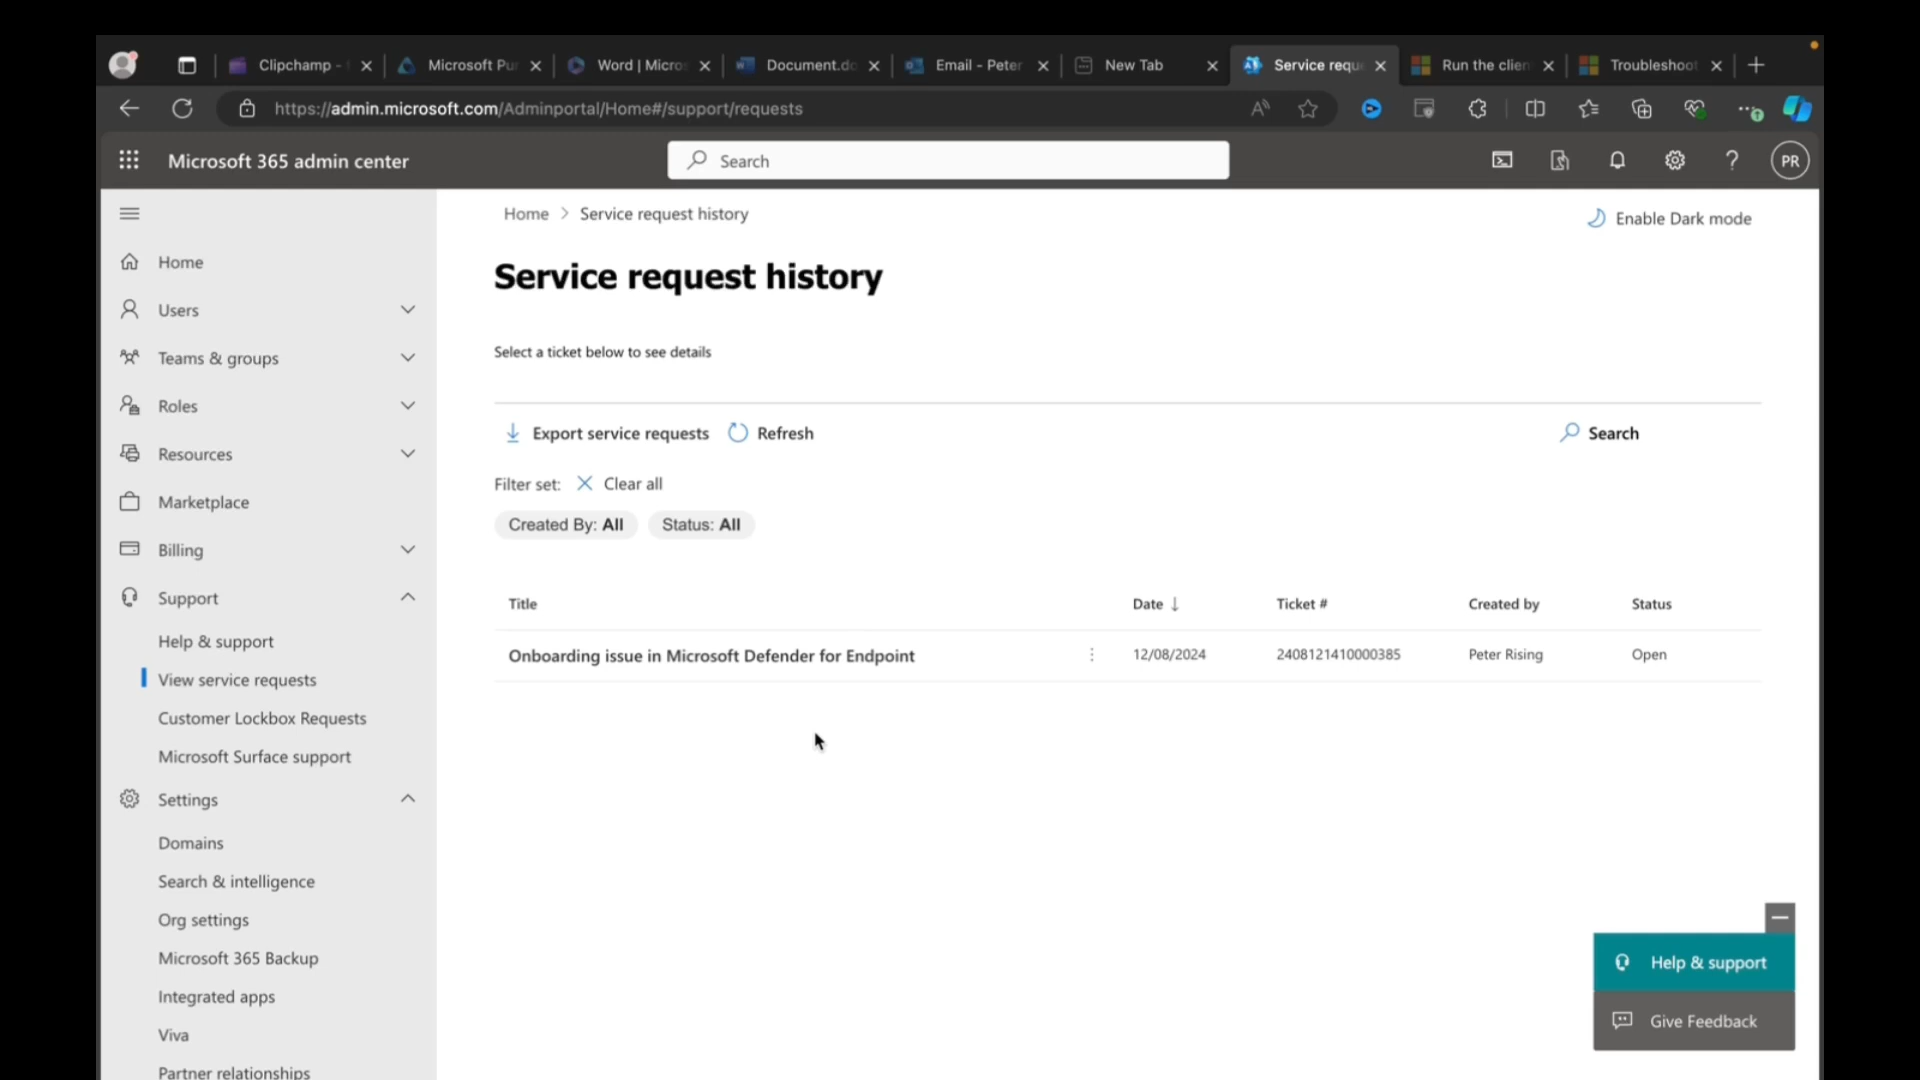 Clipchamp -
Microsoft Pu
Word | Micro
Document.do
Email - Peter
New Tab
Service requ
Run the clien
Troubleshoot
https://admin.microsoft.com/Adminportal/Home#/support/requests
Microsoft 365 admin center
Search
PR
Home
Users
Teams & groups
Roles
Resources
Marketplace
Billing
Support
Help & support
View service requests
Customer Lockbox Requests
Microsoft Surface support
Settings
Domains
Search & intelligence
Org settings
Microsoft 365 Backup
Integrated apps
Viva
Partner relationships
Home > Service request history
Enable Dark mode
Service request history
Select a ticket below to see details
Export service requests Refresh Search
Filter set: Clear all
Created By: All Status: All
Title Date ↓ Ticket # Created by Status
Onboarding issue in Microsoft Defender for Endpoint 12/08/2024 2408121410000385 Peter Rising Open
Help & support
Give Feedback